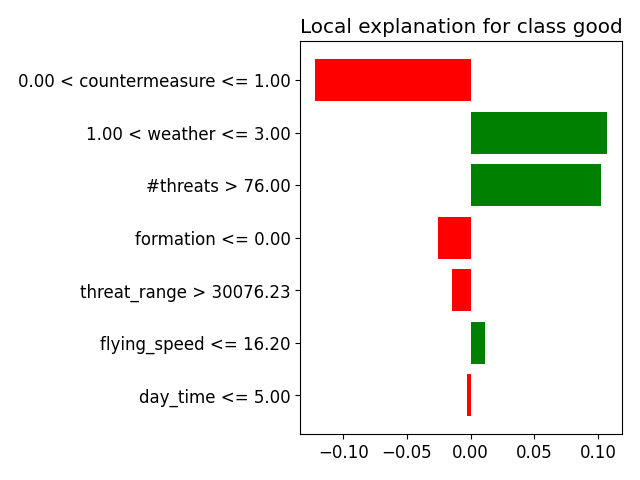 Local explanation for class good
0.00 < countermeasure <= 1.00
1.00 < weather <= 3.00
#threats > 76.00
formation <= 0.00
threat_range > 30076.23
flying_speed <= 16.20
day_time <= 5.00
−0.10 −0.05 0.00 0.05 0.10